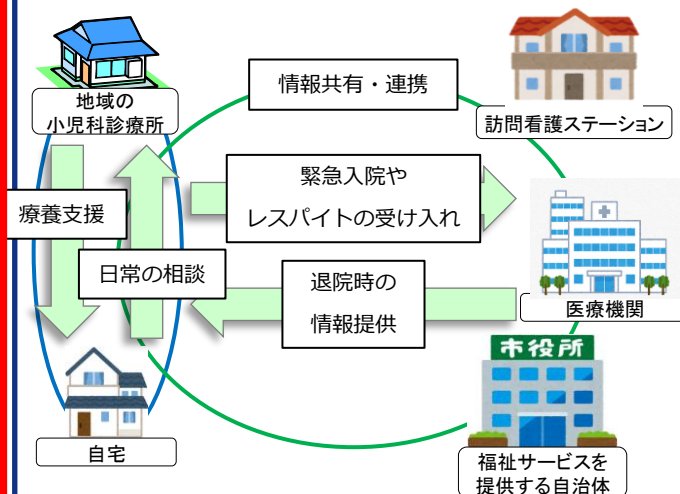 地域の
小児科診療所
情報共有・連携
訪問看護ステーション
緊急入院や
レスパイトの受け入れ
療養支援
日常の相談
退院時の
情報提供
医療機関
市役所
自宅
福祉サービスを
提供する自治体